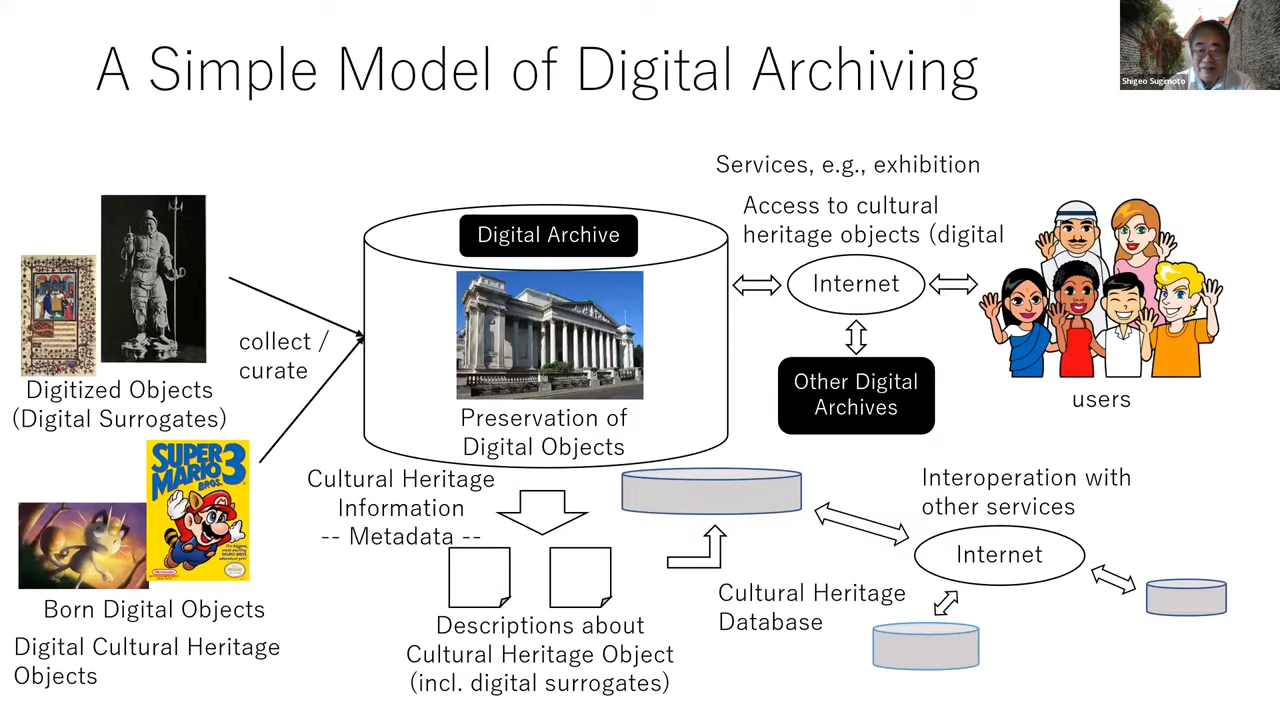 A Simple Model of Digital Archiving
Shigeo Sugimoto
Services, e.g., exhibition
Access to cultural
heritage objects (digital
Digital Archive
Internet
collect /
curate
Digitized Objects
(Digital Surrogates)
Other Digital
Archives
users
Preservation of
Digital Objects
SUPER
MARIO
BROS.
3
Cultural Heritage
Information
-- Metadata --
Interoperation with
other services
Internet
Born Digital Objects
Digital Cultural Heritage
Objects
Cultural Heritage
Database
Descriptions about
Cultural Heritage Object
(incl. digital surrogates)